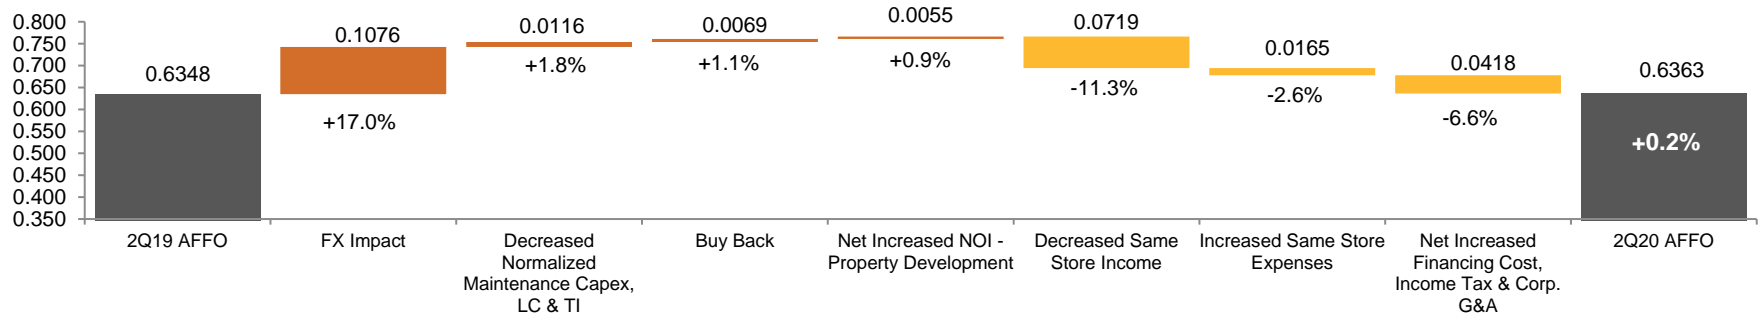 0.800
0.750
0.700
0.650
0.600
0.550
0.500
0.450
0.400
0.350
0.6348
0.1076
+17.0%
0.0116
+1.8%
0.0069
+1.1%
0.0055
+0.9%
0.0719
-11.3%
0.0165
-2.6%
0.0418
-6.6%
0.6363
+0.2%
2Q19 AFFO
FX Impact
Decreased
Normalized
Maintenance Capex,
LC & TI
Buy Back
Net Increased NOI -
Property Development
Decreased Same
Store Income
Increased Same Store
Expenses
Net Increased
Financing Cost,
Income Tax & Corp.
G&A
2Q20 AFFO